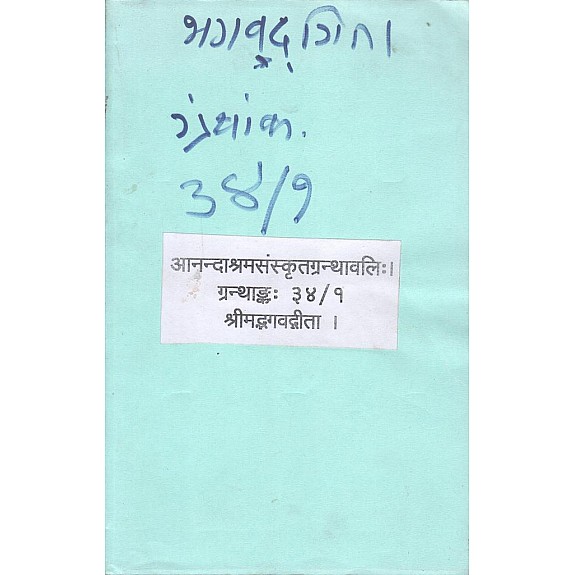 भगवद्‌गिता
ग्रंथांक.
३४/१
आनन्दाश्रमसंस्कृतग्रन्थावलिः।
ग्रन्थाङ्कः ३४/१
श्रीमद्भगवद्गीता ।